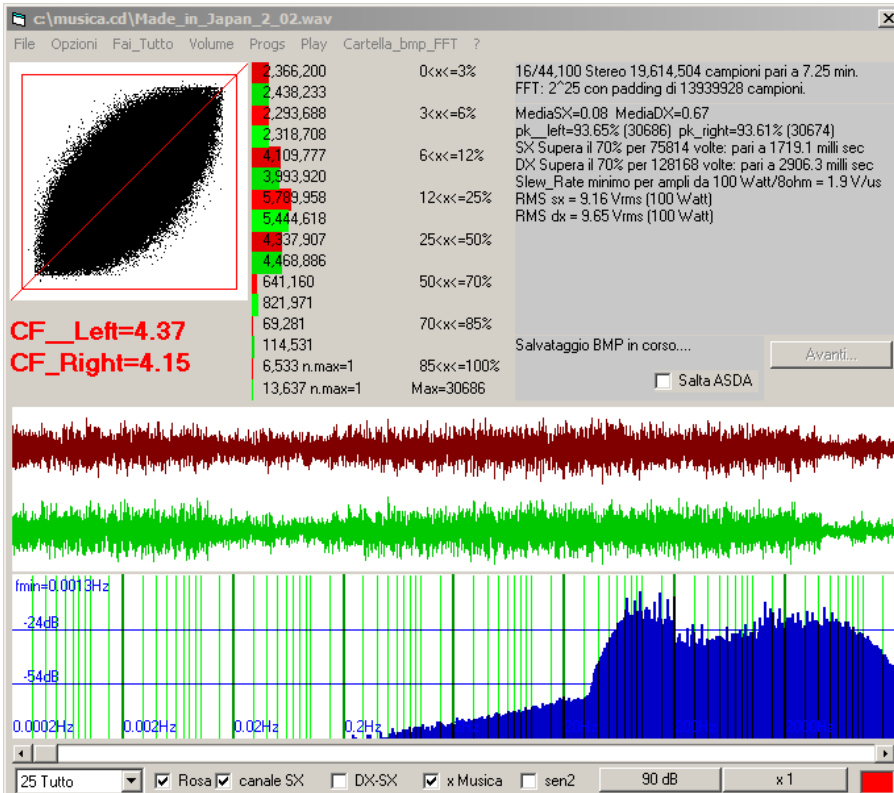 c:\musica.cd\Made_in_Japan_2_02.wav
File Opzioni Fai_Tutto Volume Progs Play Cartella_bmp_FFT ?
2,366,200 0<x<=3%
2,438,233
2,293,688 3<x<=6%
2,318,708
4,109,777 6<x<=12%
3,993,920
5,789,958 12<x<=25%
5,444,618
4,337,907 25<x<=50%
4,468,886
641,160 50<x<=70%
821,971
69,281 70<x<=85%
114,531
6,533 n.max=1 85<x<=100%
13,637 n.max=1 Max=30686
CF__Left=4.37
CF_Right=4.15
16/44,100 Stereo 19,614,504 campioni pari a 7.25 min.
FFT: 2^25 con padding di 13939928 campioni.
MediaSX=0.08 MediaDX=0.67
pk__left=93.65% (30686) pk_right=93.61% (30674)
SX Supera il 70% per 75814 volte: pari a 1719.1 milli sec
DX Supera il 70% per 128168 volte: pari a 2906.3 milli sec
Slew_Rate minimo per ampli da 100 Watt/8ohm = 1.9 V/us
RMS sx = 9.16 Vrms (100 Watt)
RMS dx = 9.65 Vrms (100 Watt)
Salvataggio BMP in corso....
Avanti...
Salta ASDA
fmin=0.0013Hz
-24dB
-54dB
0.0002Hz 0.002Hz 0.02Hz 0.2Hz
25 Tutto Rosa canale SX DX-SX x Musica sen2 90 dB x 1